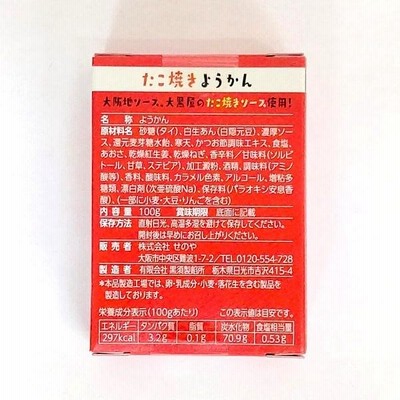 たこ焼きようかん
大阪地ソース、大黒屋のたこ焼きソース使用!
名称 ようかん
原材料名 砂糖(タイ)、白生あん(白隠元豆)、濃厚ソー
ス、還元麦芽糖水飴、寒天、かつお節調味エキス、食
塩、あおさ、乾燥紅生姜、乾燥ねぎ、香辛料/甘味料(ソルビ
トール、甘草、ステビア)、加工澱粉、酒精、調味料(アミノ
酸等)、香料、酸味料、カラメル色素、アルコール、増粘多
糖類、漂白剤(次亜硫酸Na)、保存料(パラオキシ安息香
酸)、(一部に小麦・大豆・りんごを含む)
内容量 100g 賞味期限 底面に記載
保存方法 直射日光、高温多湿を避けて保存してください。
開封後は早めにお召し上がりください。
販売者 株式会社 せのや
大阪市中央区難波1-7-2/TEL.0120-554-728
製造者 有限会社 黒須製餡所 栃木県日光市吉沢415-4
*本品製造工場では、卵・乳成分・小麦・落花生を含む製品を
製造しております。
栄養成分表示(100gあたり) この表示値は目安です。
エネルギー タンパク質 脂質 炭水化物 食塩相当量
297kcal 3.2g 0.1g 70.9g 0.53g